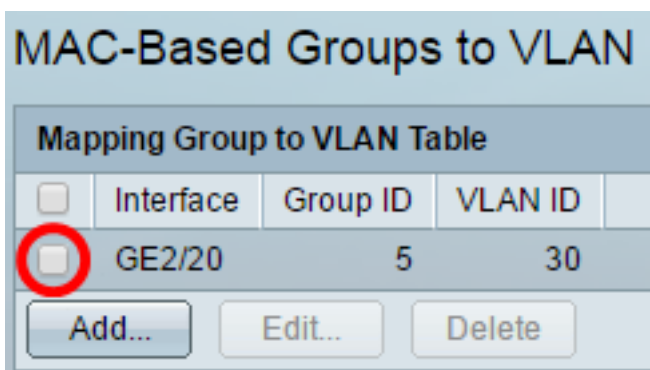 MAC-Based Groups to VLAN
Mapping Group to VLAN Table
Interface Group ID VLAN ID
GE2/20 5 30
Add... Edit... Delete